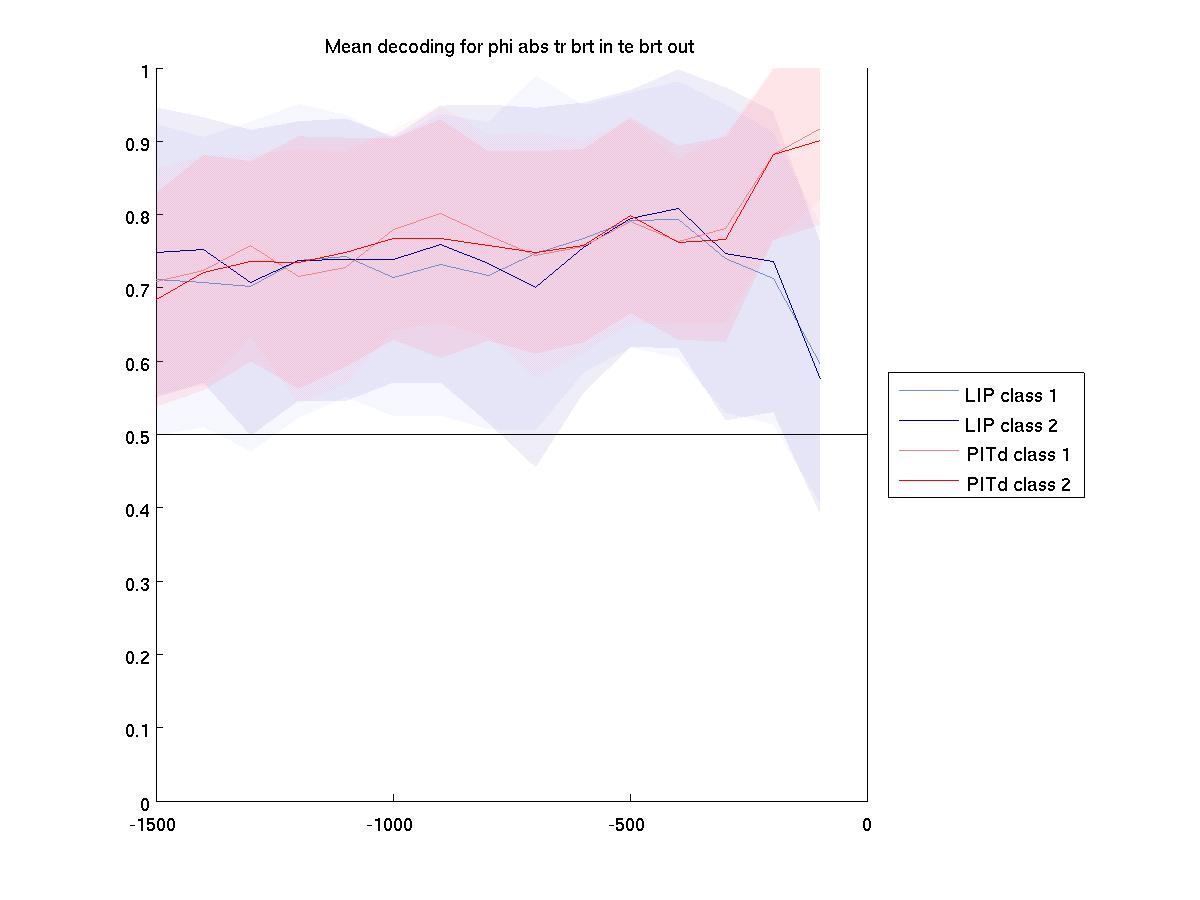 Mean decoding for phi abs tr brt in te brt out
1
0.9
0.8
0.7
0.6
0.5
0.4
0.3
0.2
0.1
0
-1500 -1000 -500 0
LIP class 1
LIP class 2
PITd class 1
PITd class 2